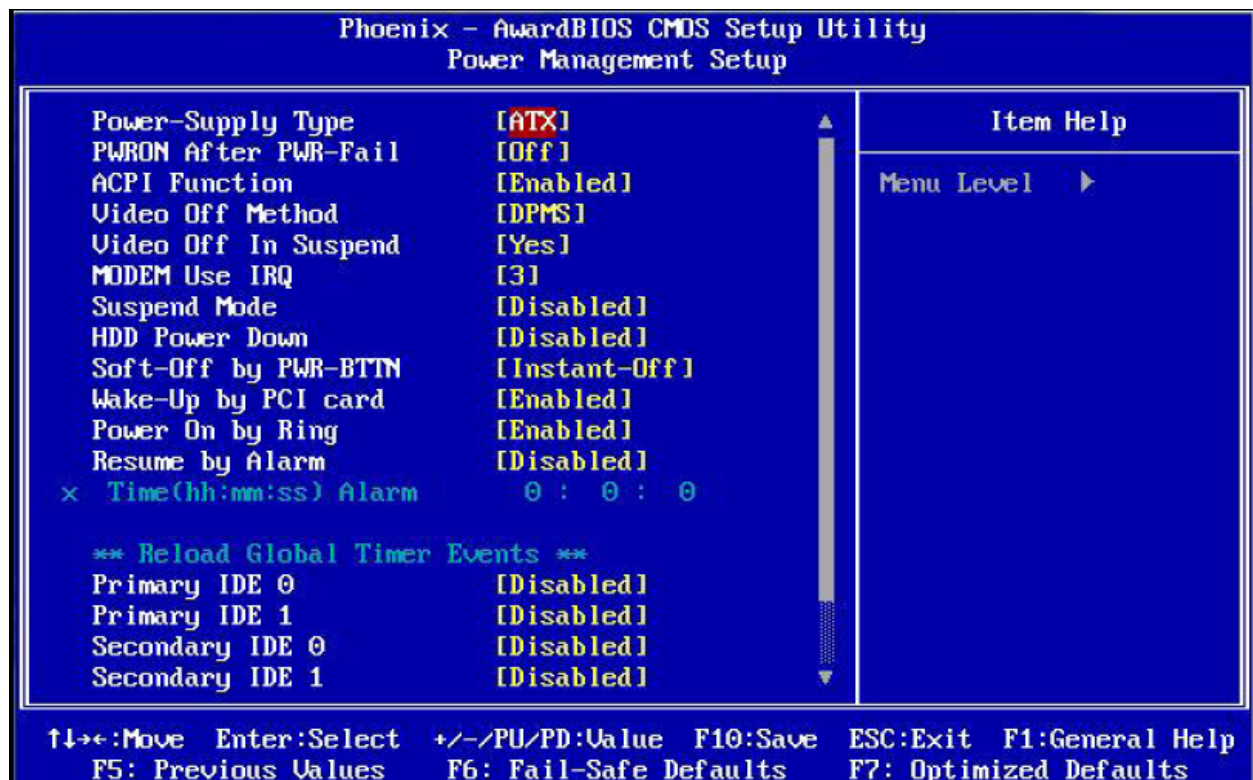 Phoenix - AwardBIOS CMOS Setup Utility
Power Management Setup
Power-Supply Type [ATX]
PWRON After PWR-Fail [Off]
ACPI Function [Enabled]
Video Off Method [DPMS]
Video Off In Suspend [Yes]
MODEM Use IRQ [3]
Suspend Mode [Disabled]
HDD Power Down [Disabled]
Soft-Off by PWR-BTTN [Instant-Off]
Wake-Up by PCI card [Enabled]
Power On by Ring [Enabled]
Resume by Alarm [Disabled]
x Time(hh:mm:ss) Alarm 0 : 0 : 0
** Reload Global Timer Events **
Primary IDE 0 [Disabled]
Primary IDE 1 [Disabled]
Secondary IDE 0 [Disabled]
Secondary IDE 1 [Disabled]
Item Help
Menu Level ▶
↑↓→←:Move Enter:Select +/-/PU/PD:Value F10:Save ESC:Exit F1:General Help
F5: Previous Values F6: Fail-Safe Defaults F7: Optimized Defaults